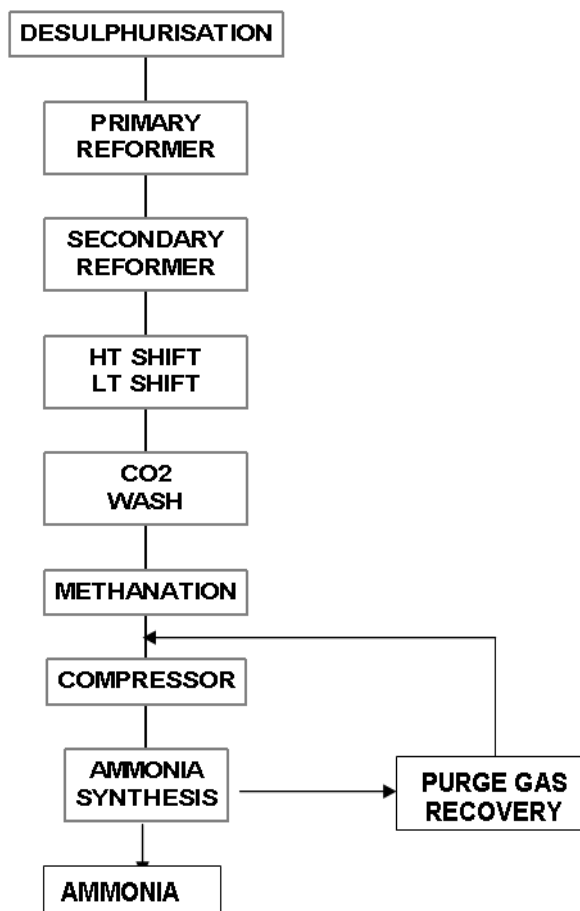 DESULPHURISATION
PRIMARY
REFORMER
SECONDARY
REFORMER
HT SHIFT
LT SHIFT
CO2
WASH
METHANATION
COMPRESSOR
AMMONIA
SYNTHESIS
PURGE GAS
RECOVERY
AMMONIA